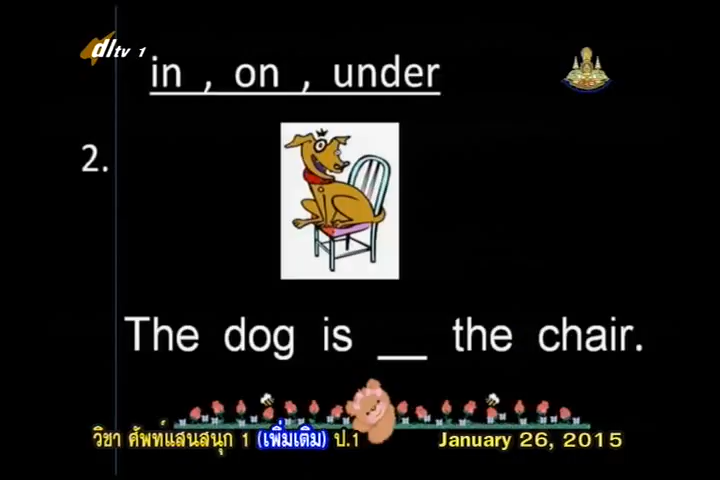 dltv 1
in , on , under
2.
The dog is __ the chair.
วิชา ศัพท์แสนสนุก 1 (เพิ่มเติม) ป.1 January 26, 2015